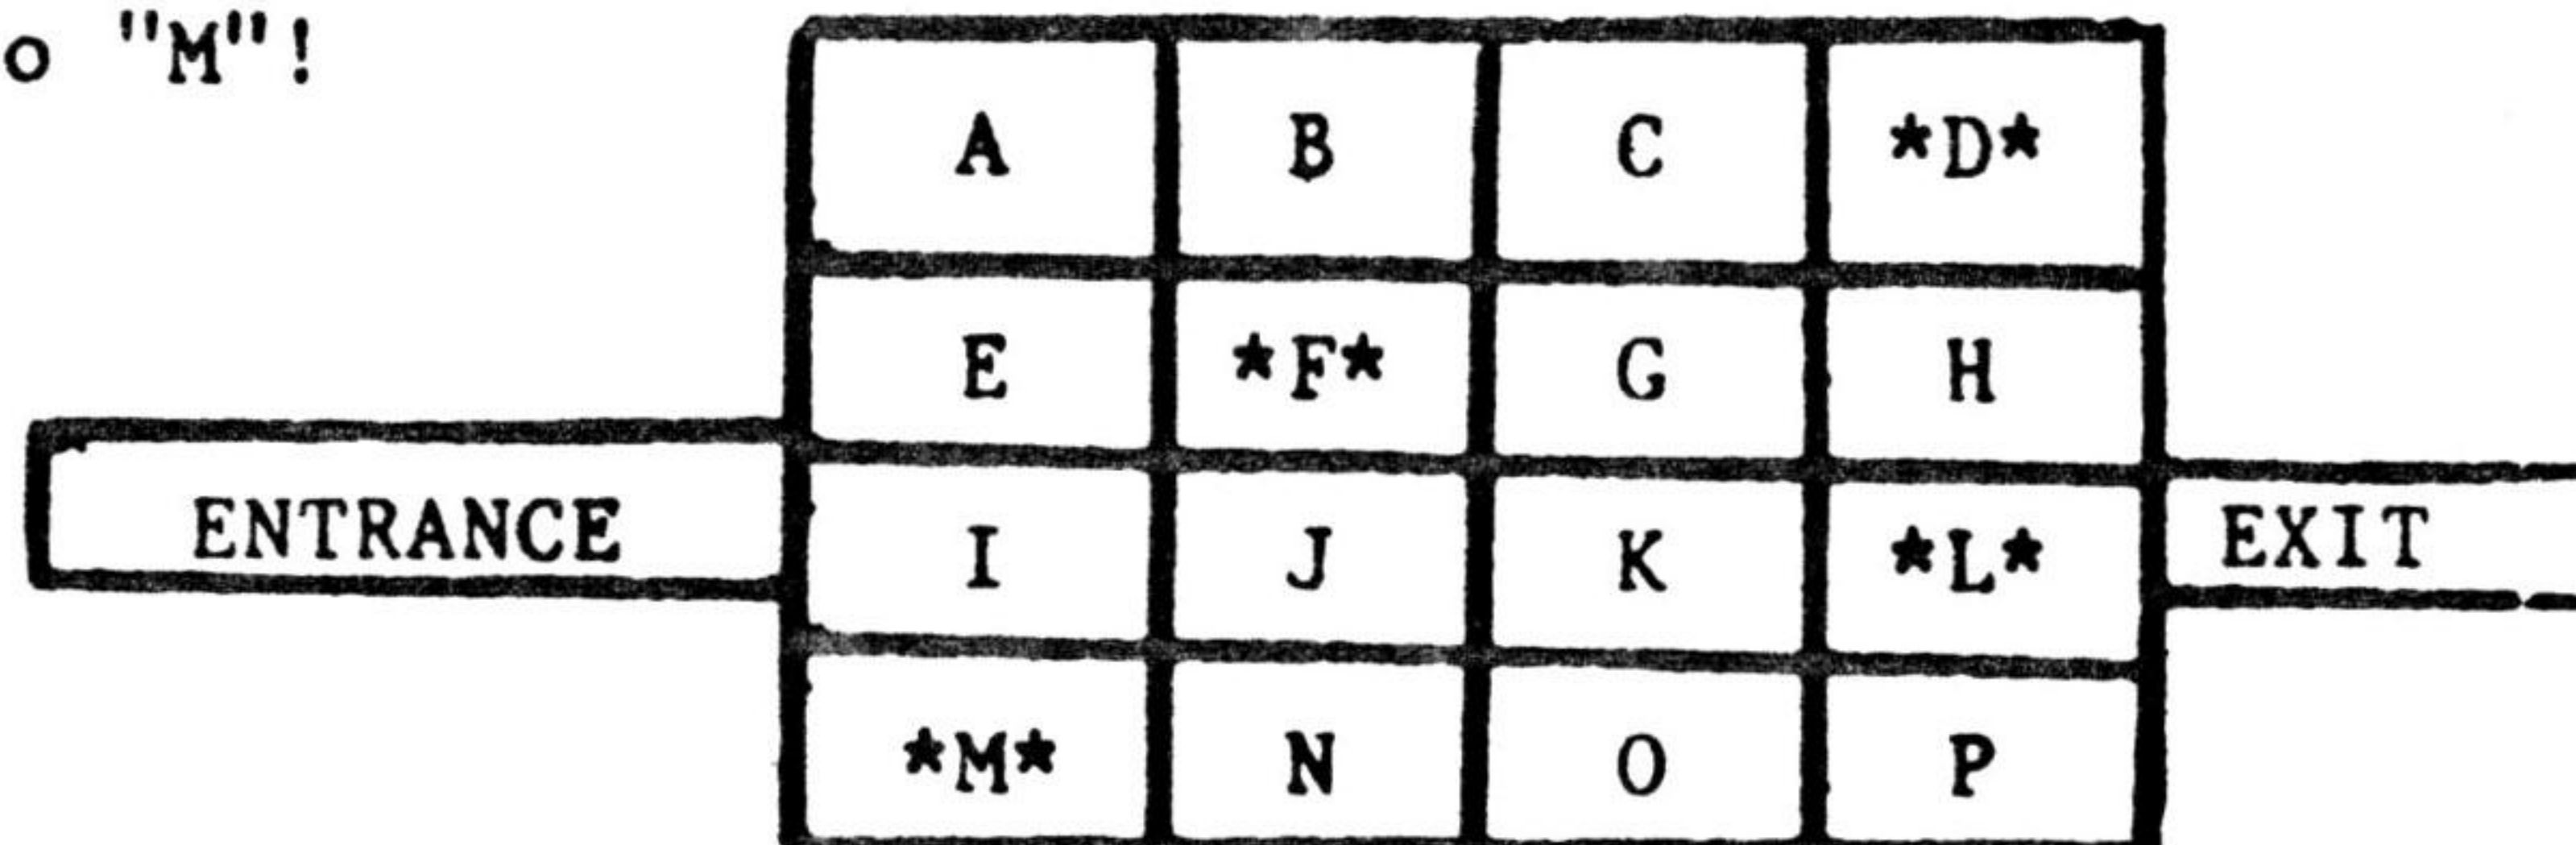 o "M"!
A B C *D*
E *F* G H
ENTRANCE I J K *L* EXIT
*M* N O P